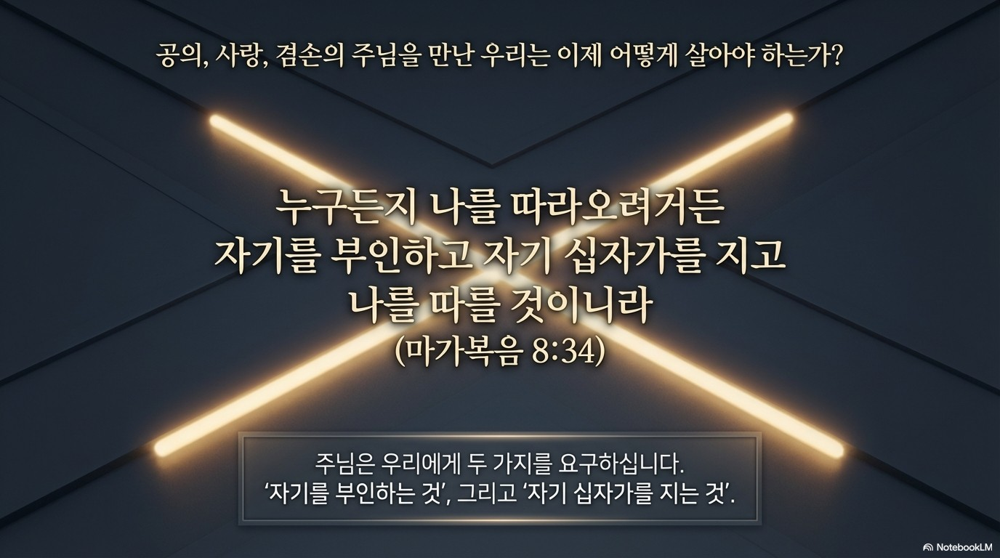 공의, 사랑, 겸손의 주님을 만난 우리는 이제 어떻게 살아야 하는가?
누구든지 나를 따라오려거든
자기를 부인하고 자기 십자가를 지고
나를 따를 것이니라
(마가복음 8:34)
주님은 우리에게 두 가지를 요구하십니다.
‘자기를 부인하는 것’, 그리고 ‘자기 십자가를 지는 것’.
NotebookLM